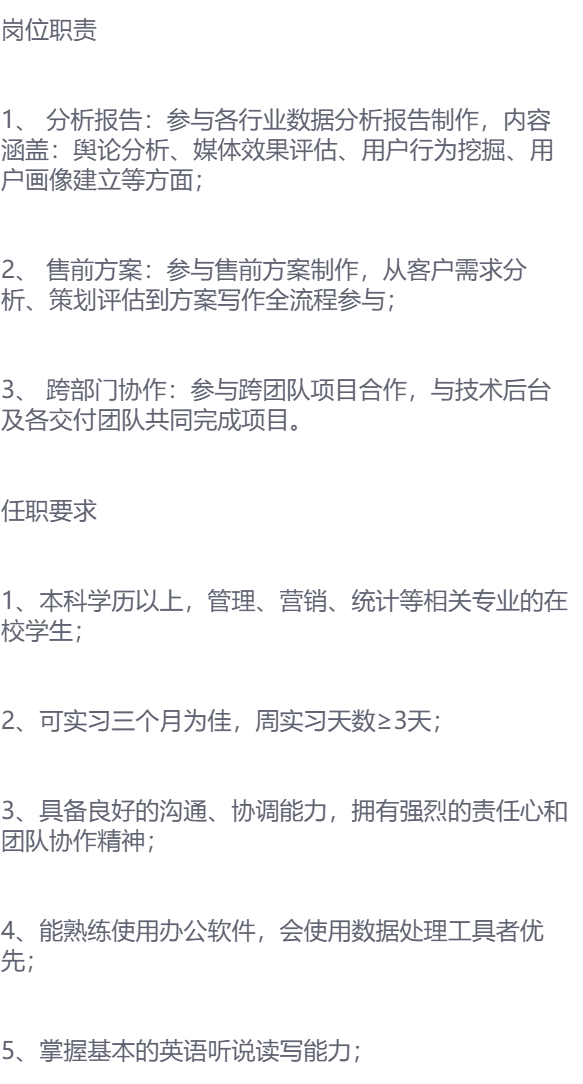 岗位职责
1、 分析报告：参与各行业数据分析报告制作，内容
涵盖：舆论分析、媒体效果评估、用户行为挖掘、用
户画像建立等方面；
2、 售前方案：参与售前方案制作，从客户需求分
析、策划评估到方案写作全流程参与；
3、 跨部门协作：参与跨团队项目合作，与技术后台
及各交付团队共同完成项目。
任职要求
1、本科学历以上，管理、营销、统计等相关专业的在
校学生；
2、可实习三个月为佳，周实习天数≥3天；
3、具备良好的沟通、协调能力，拥有强烈的责任心和
团队协作精神；
4、能熟练使用办公软件，会使用数据处理工具者优
先；
5、掌握基本的英语听说读写能力；